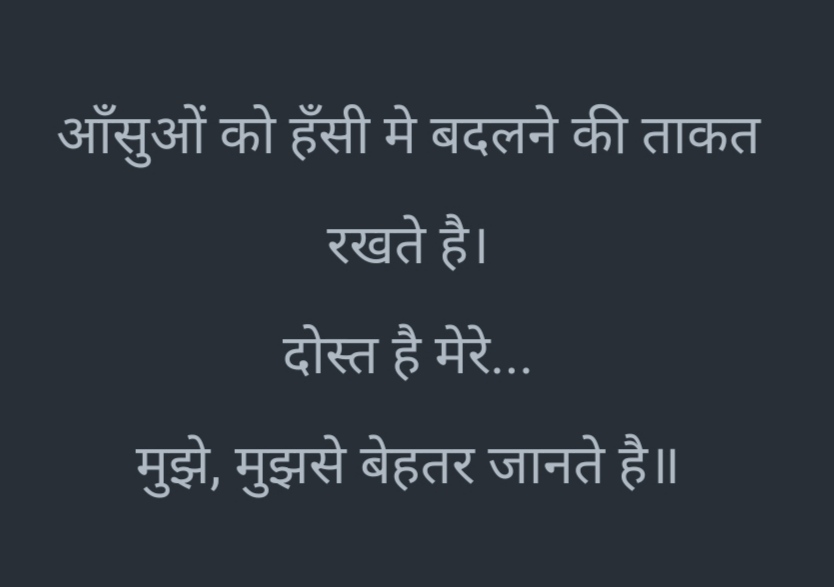 आँसुओं को हँसी मे बदलने की ताकत
रखते है।
दोस्त है मेरे...
मुझे, मुझसे बेहतर जानते है॥